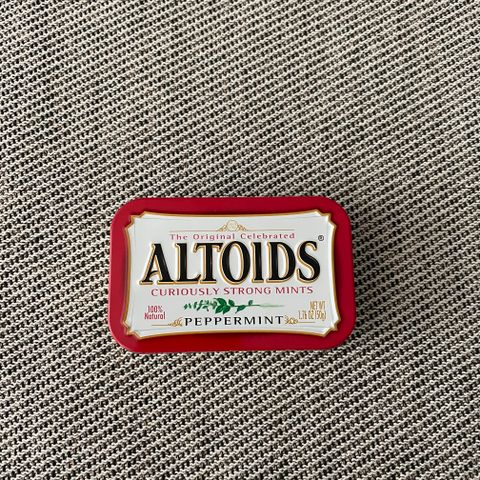 The Original Celebrated
ALTOIDS®
CURIOUSLY STRONG MINTS
100%
Natural
NET WT
1.76 OZ (50g)
PEPPERMINT